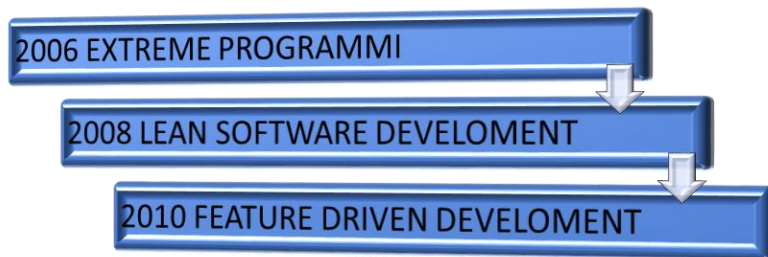 2006 EXTREME PROGRAMMI
2008 LEAN SOFTWARE DEVELOMENT
2010 FEATURE DRIVEN DEVELOMENT